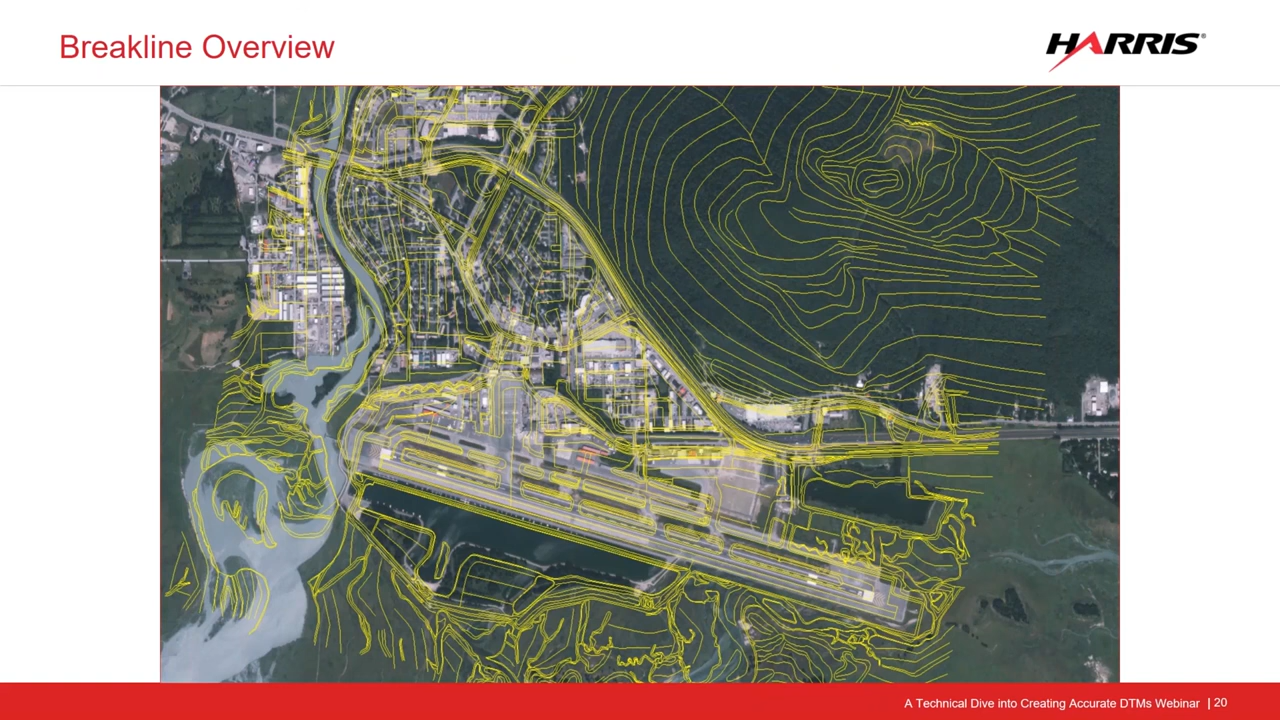 Breakline Overview
HARRIS®
A Technical Dive into Creating Accurate DTMs Webinar | 20